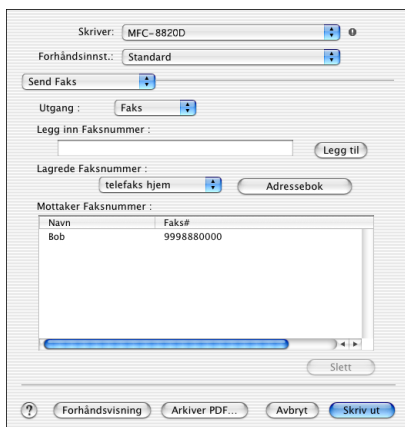 Skriver: MFC-8820D
Forhåndsinnst.: Standard
Send Faks
Utgang : Faks
Legg inn Faksnummer :
Legg til
Lagrede Faksnummer :
telefaks hjem Adressebok
Mottaker Faksnummer :
Navn Faks#
Bob 9998880000
Slett
? Forhåndsvisning Arkiver PDF... Avbryt Skriv ut